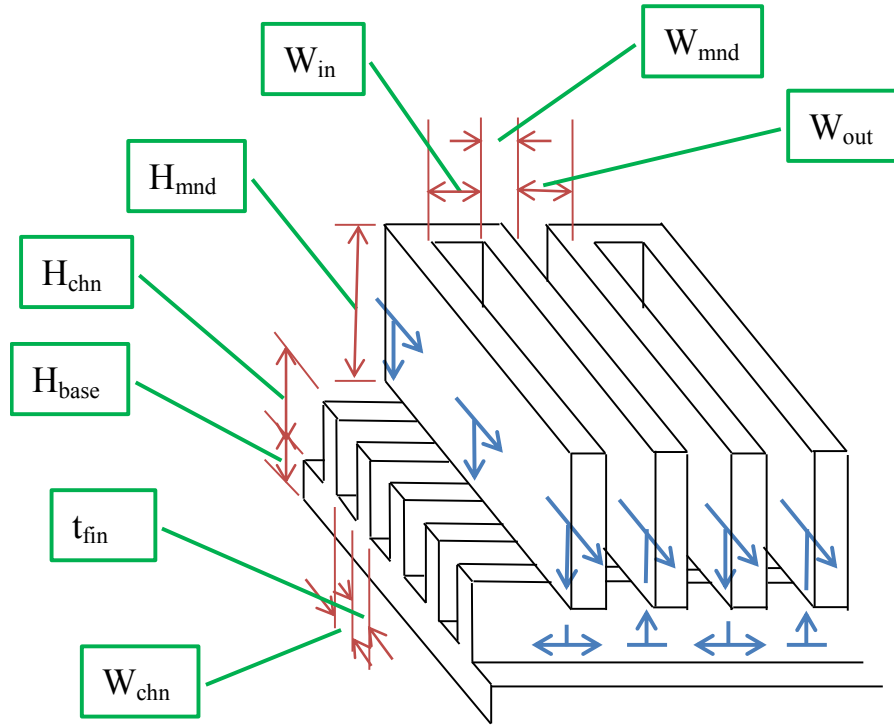 W_mnd
W_in
W_out
H_mnd
H_chn
H_base
t_fin
W_chn